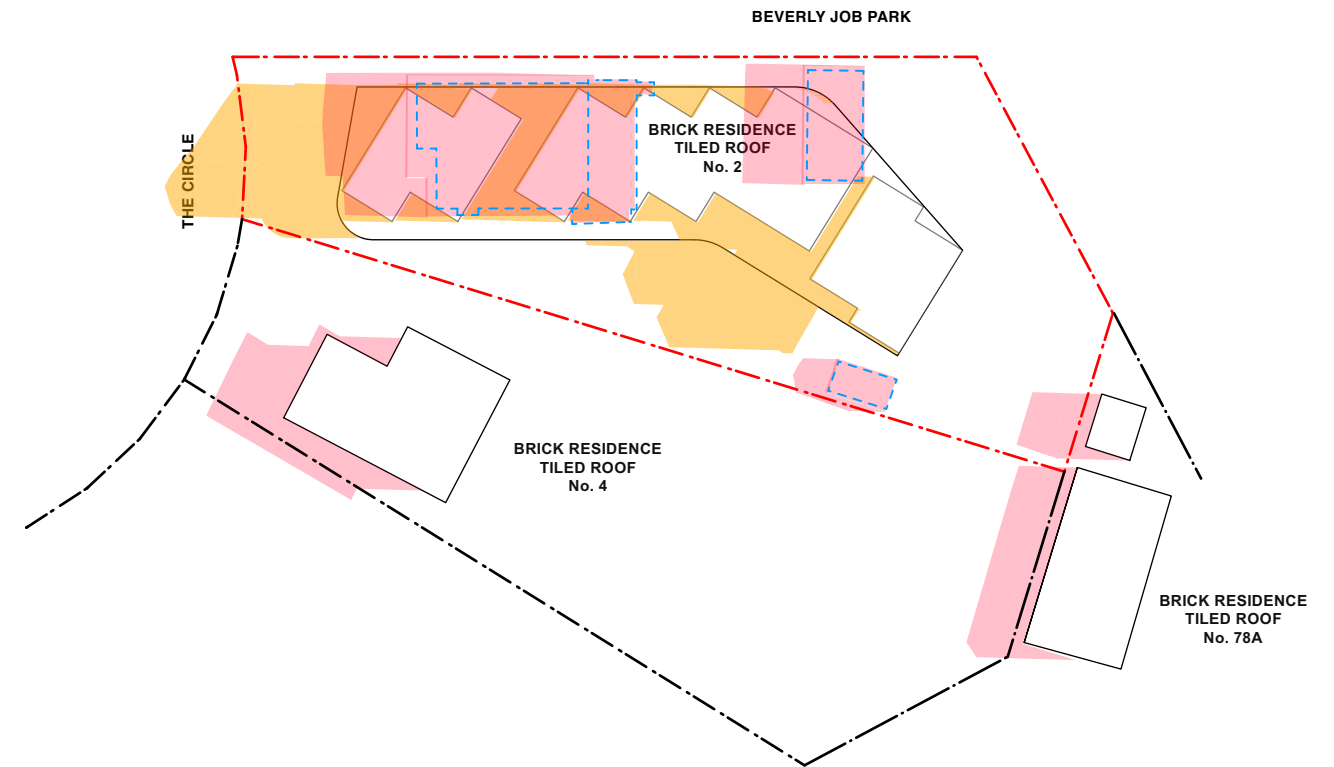 BEVERLY JOB PARK
THE CIRCLE
BRICK RESIDENCE
TILED ROOF
No. 2
BRICK RESIDENCE
TILED ROOF
No. 4
BRICK RESIDENCE
TILED ROOF
No. 78A